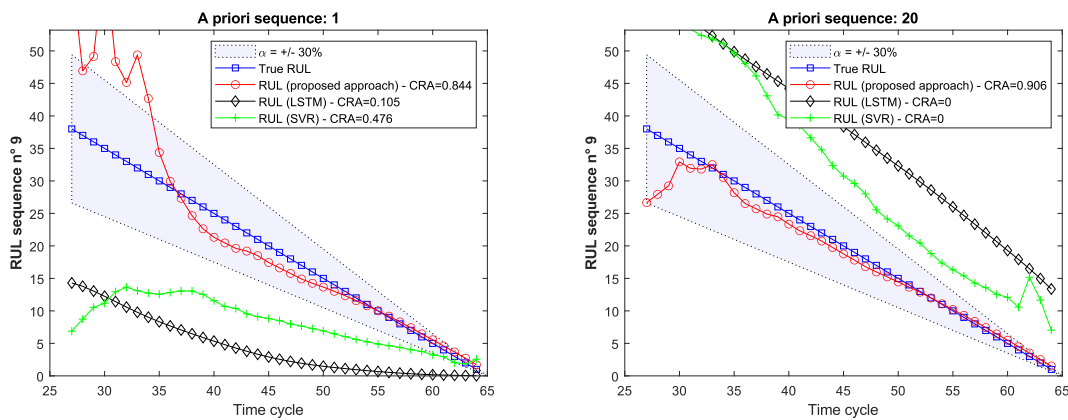 A priori sequence: 1
RUL sequence n° 9
50
45
40
35
30
25
20
15
10
5
0
α = +/- 30%
True RUL
RUL (proposed approach) - CRA=0.844
RUL (LSTM) - CRA=0.105
RUL (SVR) - CRA=0.476
25 30 35 40 45 50 55 60 65
Time cycle
A priori sequence: 20
RUL sequence n° 9
50
45
40
35
30
25
20
15
10
5
0
α = +/- 30%
True RUL
RUL (proposed approach) - CRA=0.906
RUL (LSTM) - CRA=0
RUL (SVR) - CRA=0
25 30 35 40 45 50 55 60 65
Time cycle